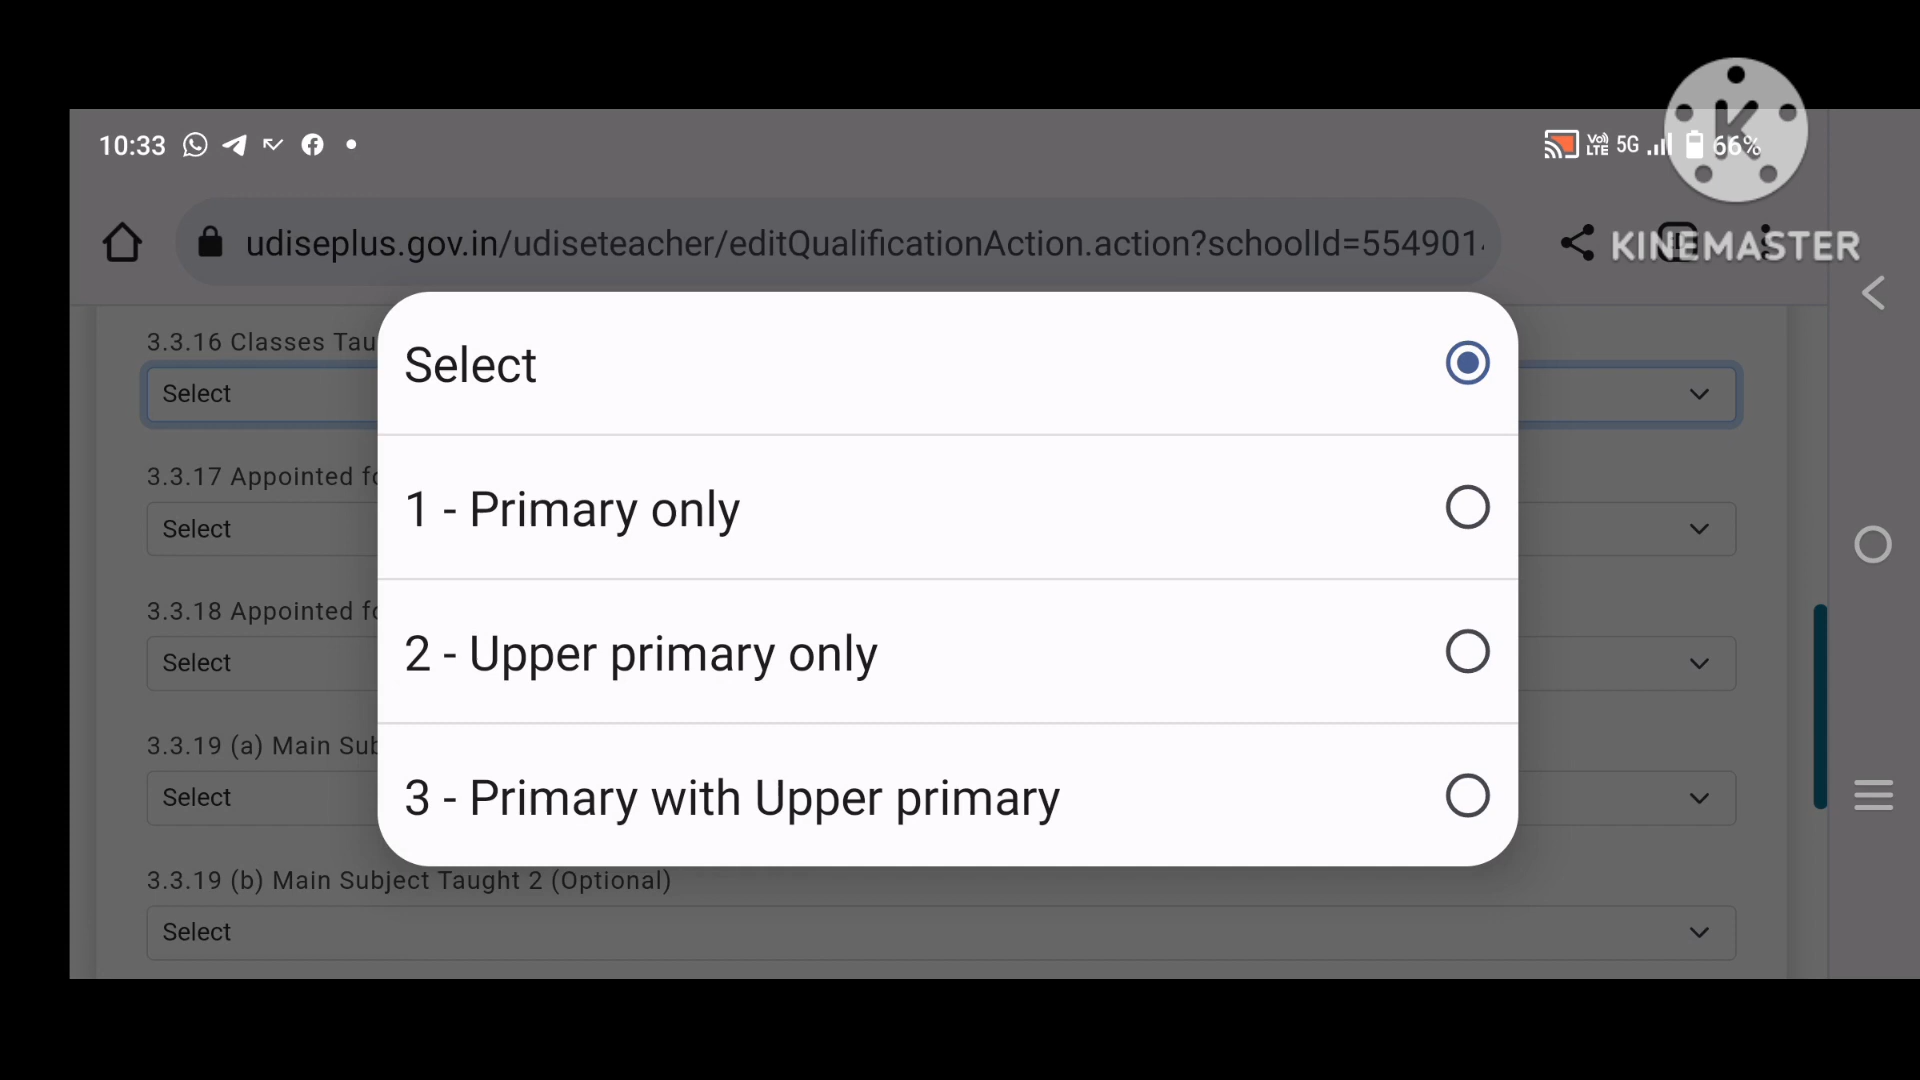 10:33
Vo)) LTE 5G 66%
udiseplus.gov.in/udiseteacher/editQualificationAction.action?schoolId=554901
KINEMASTER
3.3.16 Classes Tau
Select
Select
3.3.17 Appointed
Select
1 - Primary only
3.3.18 Appointed
Select
2 - Upper primary only
3.3.19 (a) Main Sub
Select
3 - Primary with Upper primary
3.3.19 (b) Main Subject Taught 2 (Optional)
Select